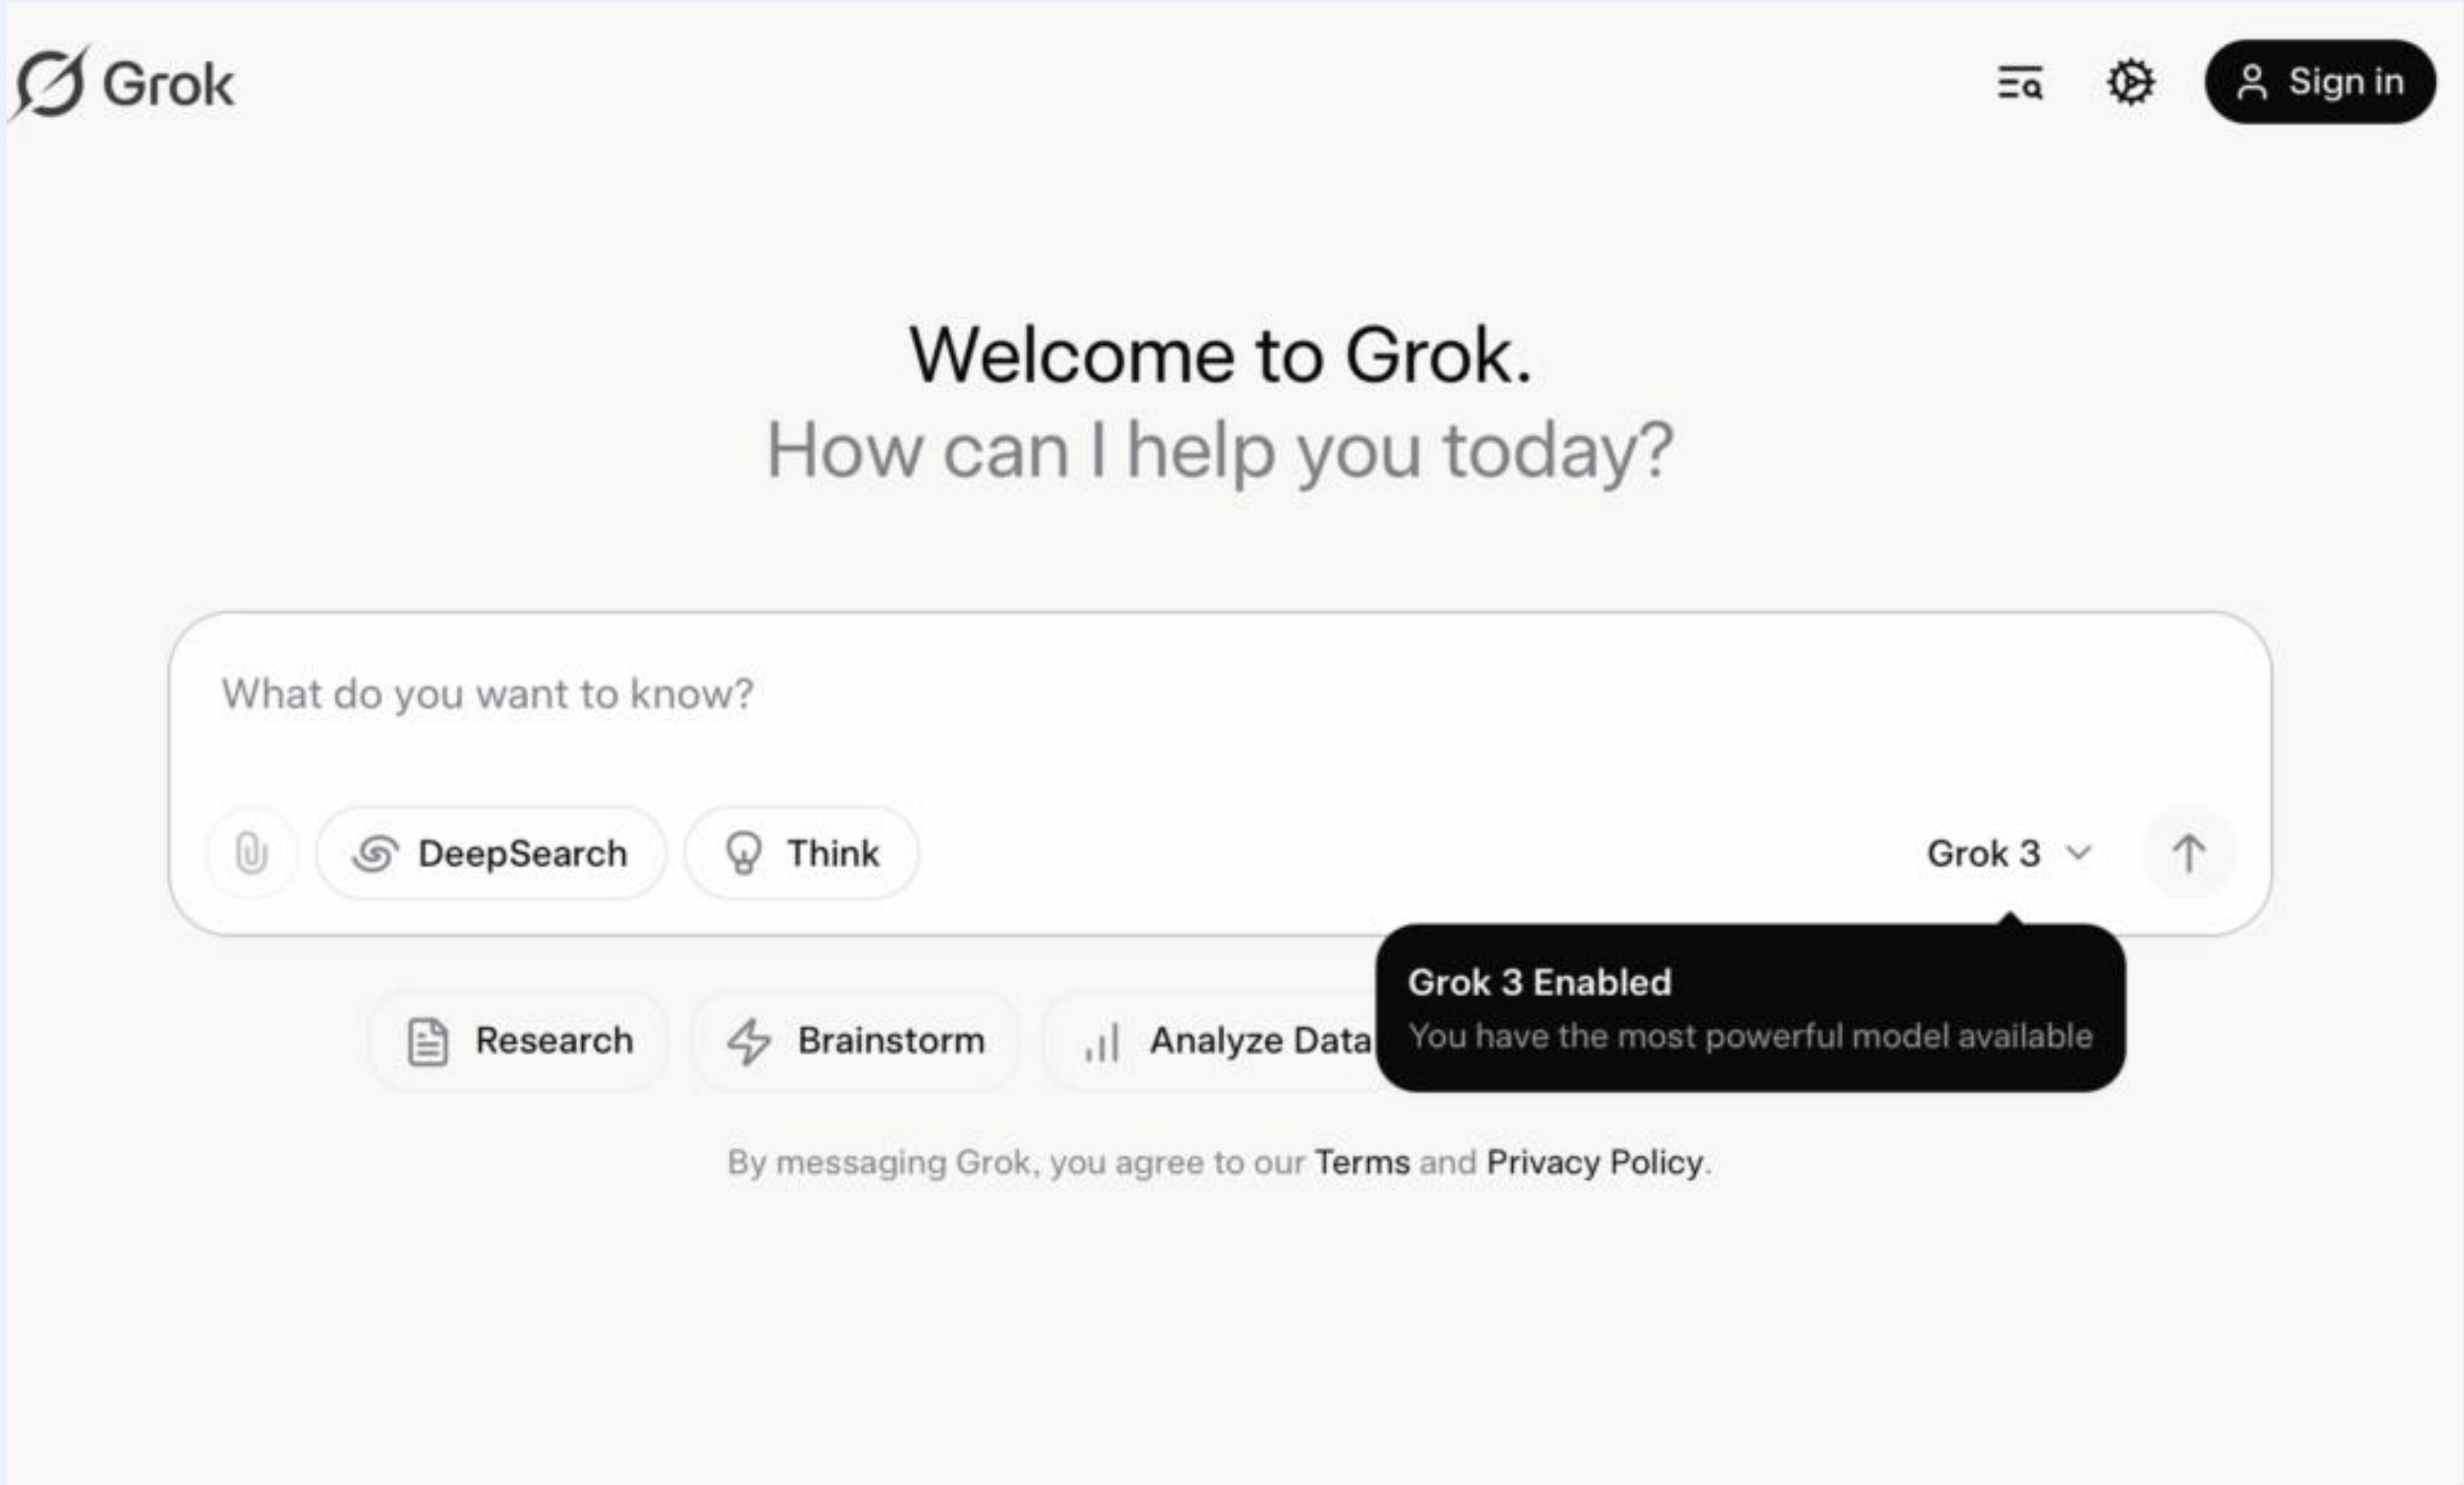 Grok
Sign in
Welcome to Grok.
How can I help you today?
What do you want to know?
DeepSearch
Think
Grok 3
Grok 3 Enabled
You have the most powerful model available
Research
Brainstorm
Analyze Data
By messaging Grok, you agree to our Terms and Privacy Policy.